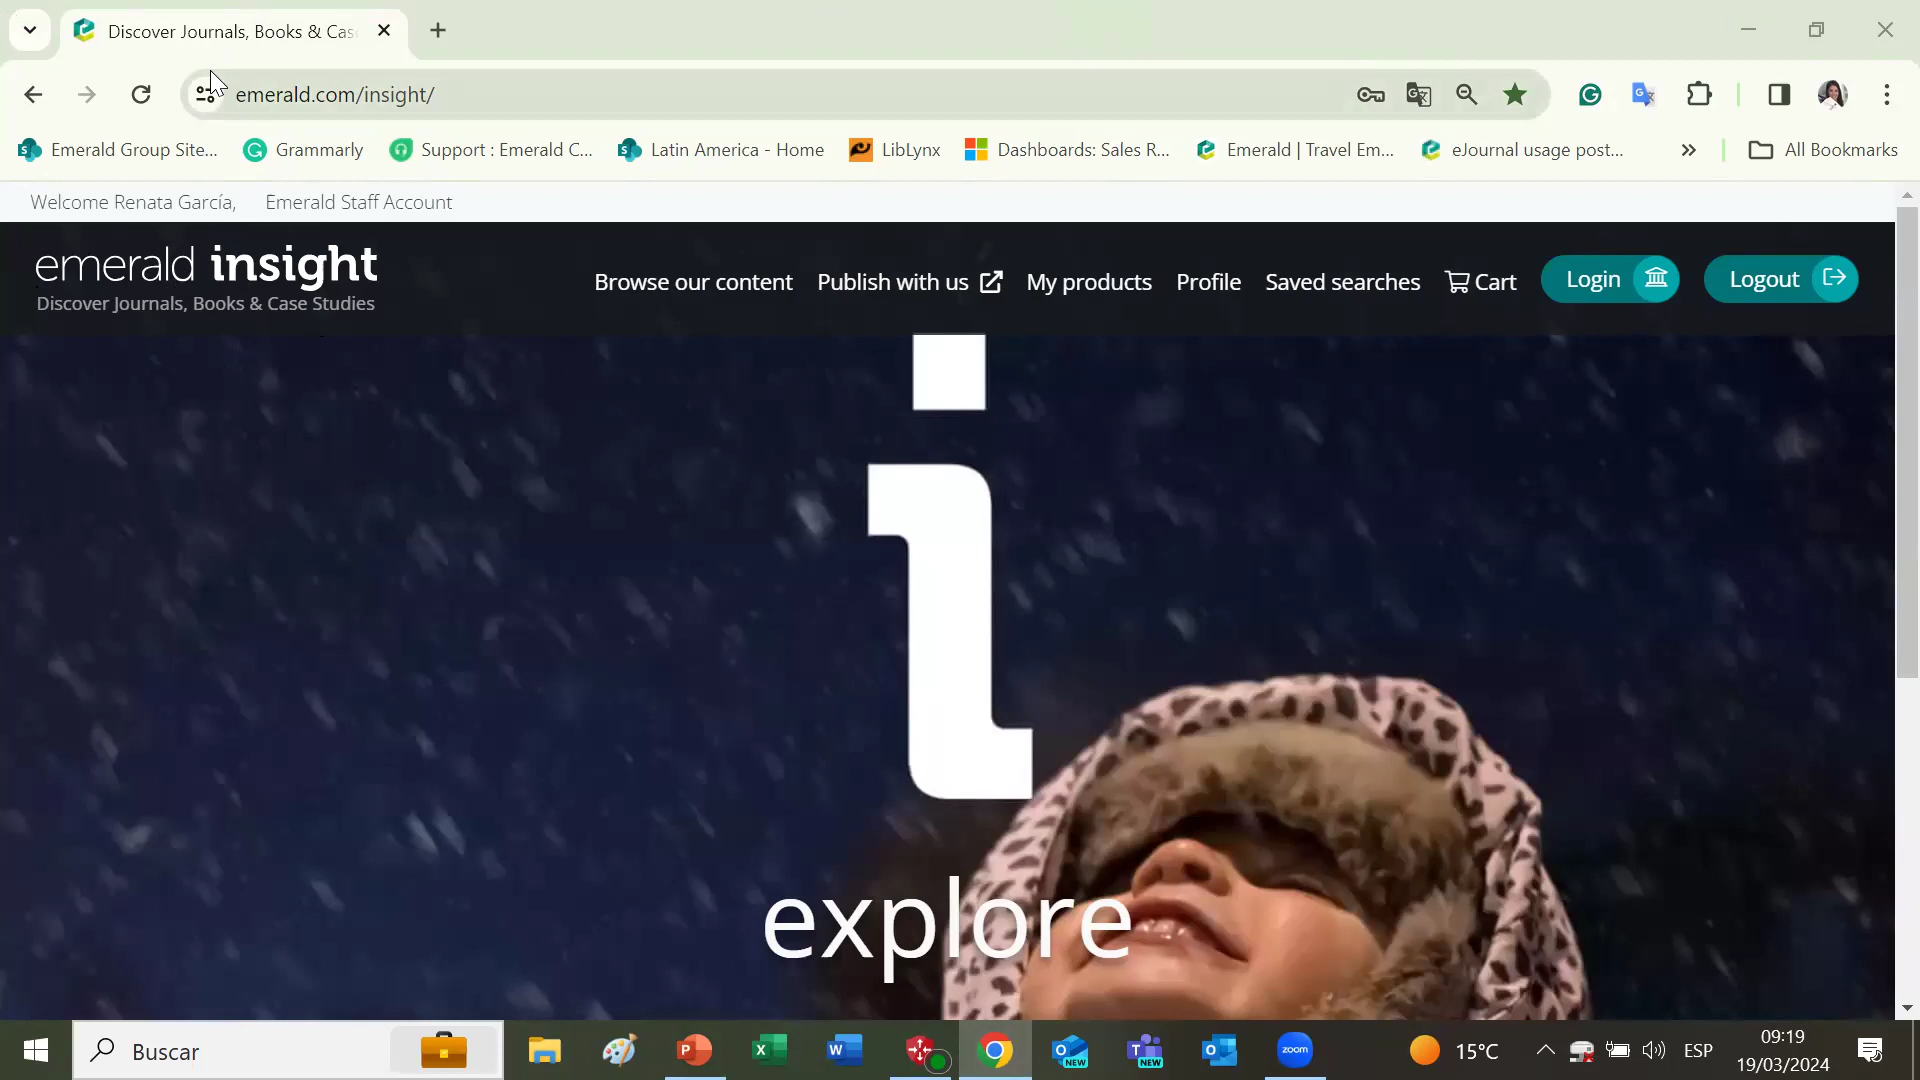 Discover Journals, Books & Cas
emerald.com/insight/
Emerald Group Site... Grammarly Support : Emerald C... Latin America - Home LibLynx Dashboards: Sales R... Emerald | Travel Em... eJournal usage post... All Bookmarks
Welcome Renata García, Emerald Staff Account
emerald insight
Discover Journals, Books & Case Studies
Browse our content Publish with us My products Profile Saved searches Cart Login Logout
i
explore
Buscar
15°C ESP
09:19
19/03/2024
zoom
NEW
NEW